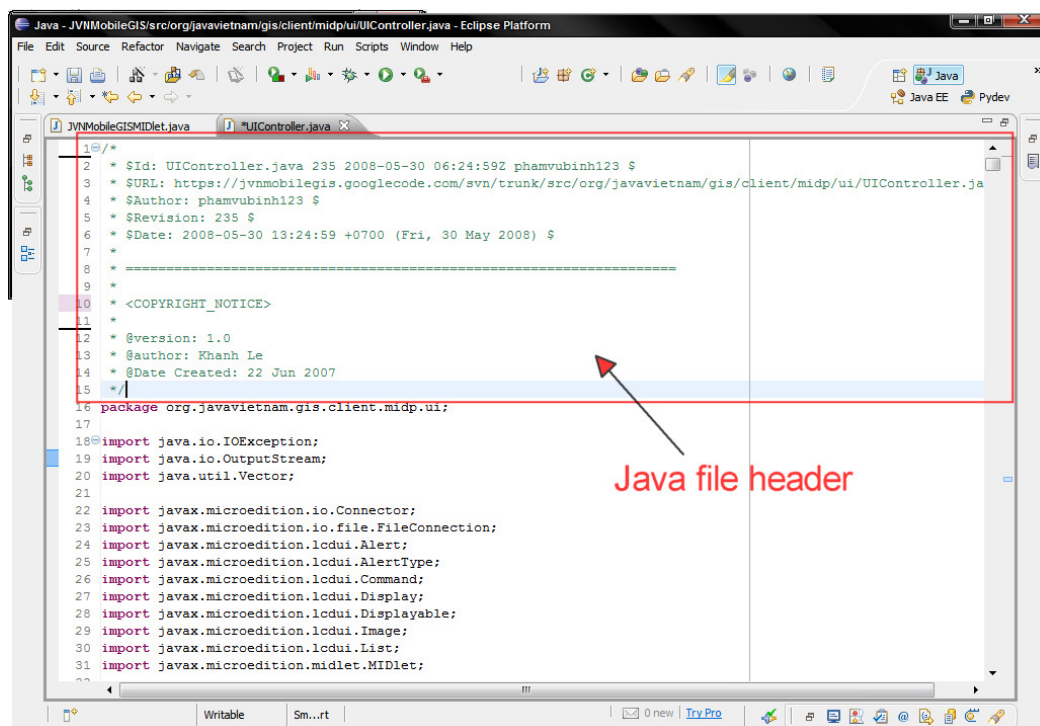 Java - JVNMobileGIS/src/org/javavietnam/gis/client/midp/ui/UIController.java - Eclipse Platform
File Edit Source Refactor Navigate Search Project Run Scripts Window Help
Java
Java EE Pydev
JVNMobileGISMIDlet.java *UIController.java
1 /*
2 * $Id: UIController.java 235 2008-05-30 06:24:59Z phamvubinh123 $
3 * $URL: https://jvnmobilegis.googlecode.com/svn/trunk/src/org/javavietnam/gis/client/midp/ui/UIController.ja
4 * $Author: phamvubinh123 $
5 * $Revision: 235 $
6 * $Date: 2008-05-30 13:24:59 +0700 (Fri, 30 May 2008) $
7 *
8 * ====================================================================
9 *
10 * <COPYRIGHT_NOTICE>
11 *
12 * @version: 1.0
13 * @author: Khanh Le
14 * @Date Created: 22 Jun 2007
15 */
16 package org.javavietnam.gis.client.midp.ui;
17
18 import java.io.IOException;
19 import java.io.OutputStream;
20 import java.util.Vector;
21
22 import javax.microedition.io.Connector;
23 import javax.microedition.io.file.FileConnection;
24 import javax.microedition.lcdui.Alert;
25 import javax.microedition.lcdui.AlertType;
26 import javax.microedition.lcdui.Command;
27 import javax.microedition.lcdui.Display;
28 import javax.microedition.lcdui.Displayable;
29 import javax.microedition.lcdui.Image;
30 import javax.microedition.lcdui.List;
31 import javax.microedition.midlet.MIDlet;
Java file header
Writable Sm...rt 0 new Try Pro